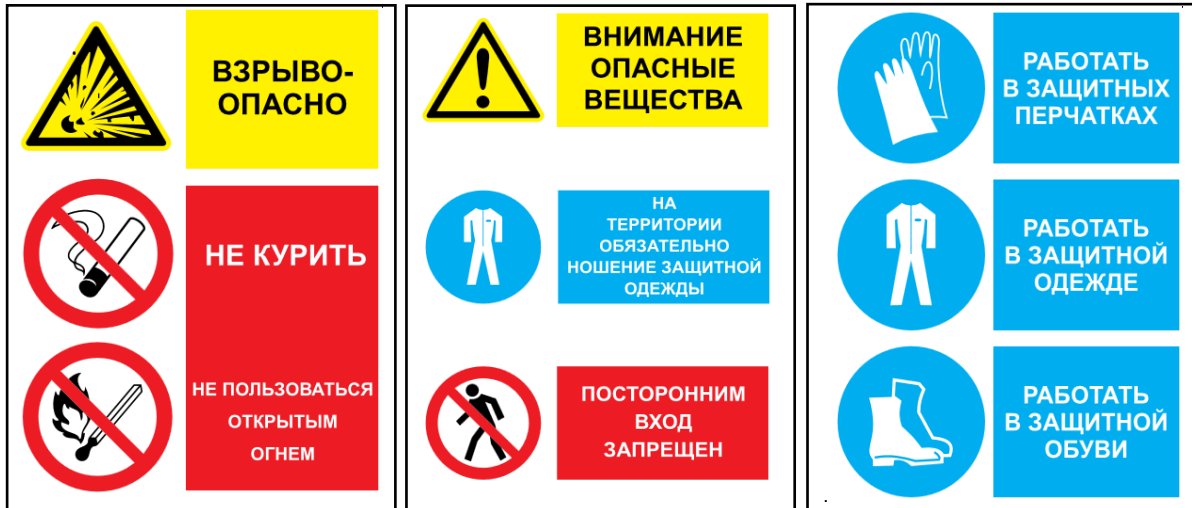 ВЗРЫВО-
ОПАСНО
НЕ КУРИТЬ
НЕ ПОЛЬЗОВАТЬСЯ
ОТКРЫТЫМ
ОГНЕМ
ВНИМАНИЕ
ОПАСНЫЕ
ВЕЩЕСТВА
НА
ТЕРРИТОРИИ
ОБЯЗАТЕЛЬНО
НОШЕНИЕ ЗАЩИТНОЙ
ОДЕЖДЫ
ПОСТОРОННИМ
ВХОД
ЗАПРЕЩЕН
РАБОТАТЬ
В ЗАЩИТНЫХ
ПЕРЧАТКАХ
РАБОТАТЬ
В ЗАЩИТНОЙ
ОДЕЖДЕ
РАБОТАТЬ
В ЗАЩИТНОЙ
ОБУВИ